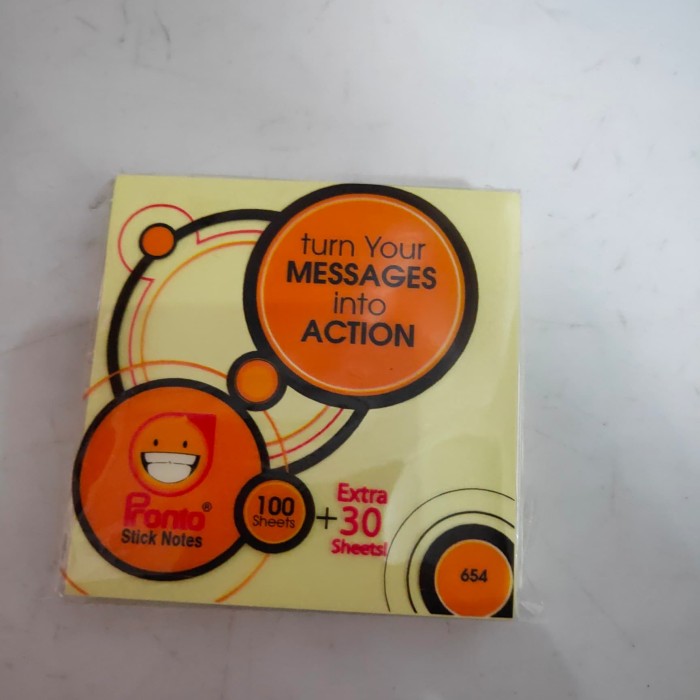 turn Your
MESSAGES
into
ACTION
Pronto®
Stick Notes
100
Sheets
+
Extra
30
Sheets!
654